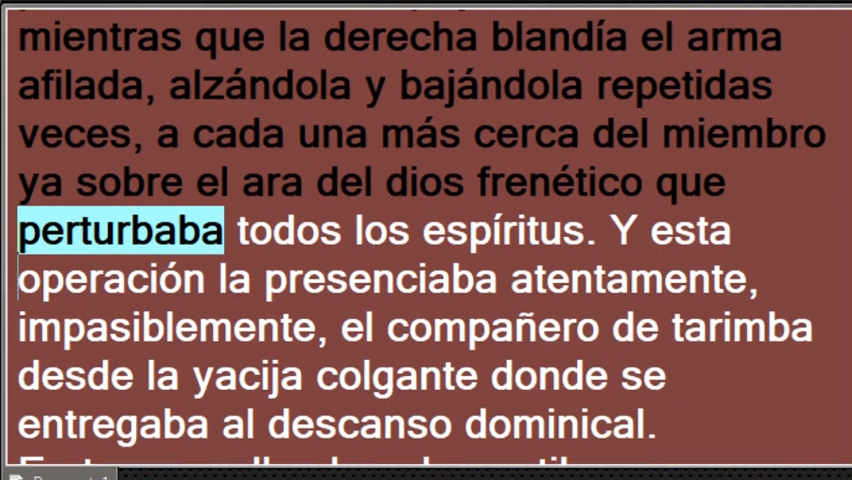 mientras que la derecha blandía el arma
afilada, alzándola y bajándola repetidas
veces, a cada una más cerca del miembro
ya sobre el ara del dios frenético que
perturbaba todos los espíritus. Y esta
operación la presenciaba atentamente,
impasiblemente, el compañero de tarimba
desde la yacija colgante donde se
entregaba al descanso dominical.